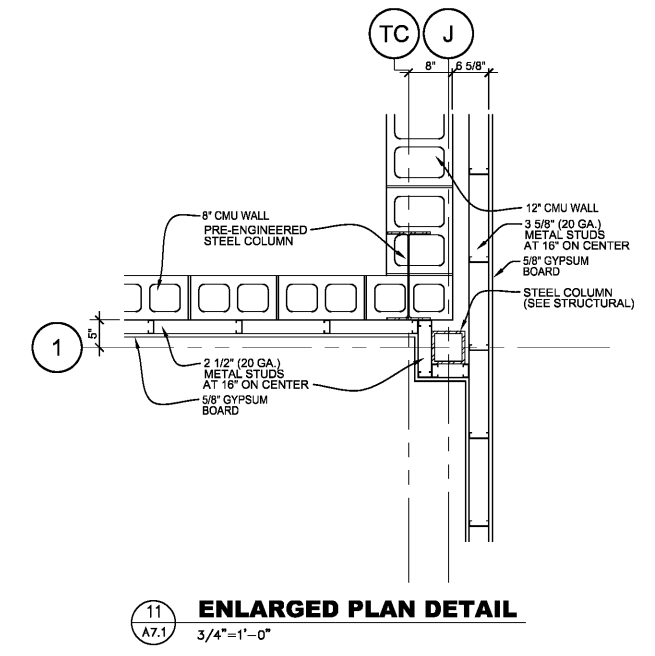 TC J
8" 6 5/8"
8" CMU WALL
PRE-ENGINEERED
STEEL COLUMN
12" CMU WALL
3 5/8" (20 GA.)
METAL STUDS
AT 16" ON CENTER
5/8" GYPSUM
BOARD
STEEL COLUMN
(SEE STRUCTURAL)
1
5"
2 1/2" (20 GA.)
METAL STUDS
AT 16" ON CENTER
5/8" GYPSUM
BOARD
11
A7.1
ENLARGED PLAN DETAIL
3/4"=1'-0"